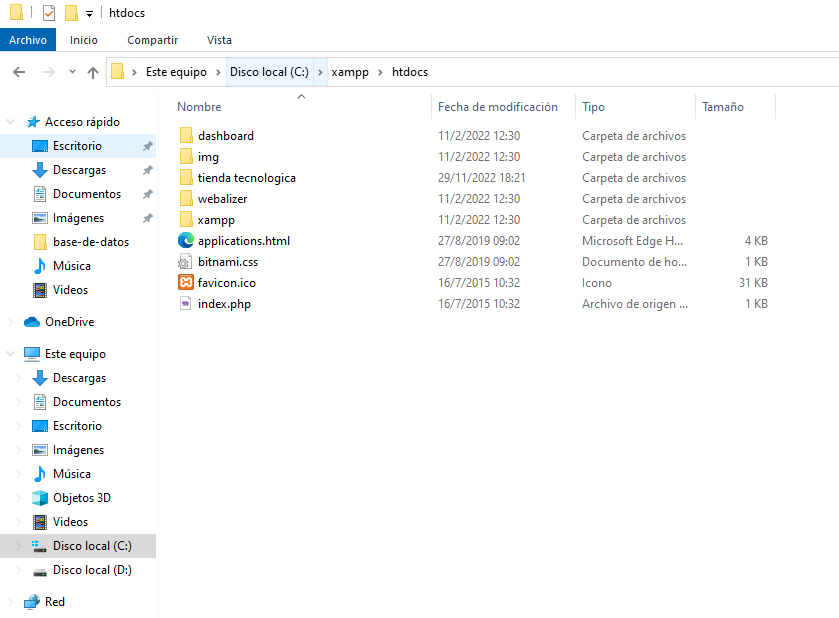 htdocs
Archivo Inicio Compartir Vista
Este equipo Disco local (C:) xampp htdocs
Nombre Fecha de modificación Tipo Tamaño
Acceso rápido
Escritorio
Descargas
Documentos
Imágenes
base-de-datos
Música
Videos
OneDrive
Este equipo
Descargas
Documentos
Escritorio
Imágenes
Música
Objetos 3D
Videos
Disco local (C:)
Disco local (D:)
Red
dashboard 11/2/2022 12:30 Carpeta de archivos
img 11/2/2022 12:30 Carpeta de archivos
tienda tecnologica 29/11/2022 18:21 Carpeta de archivos
webalizer 11/2/2022 12:30 Carpeta de archivos
xampp 11/2/2022 12:30 Carpeta de archivos
applications.html 27/8/2019 09:02 Microsoft Edge H... 4 KB
bitnami.css 27/8/2019 09:02 Documento de ho... 1 KB
favicon.ico 16/7/2015 10:32 Icono 31 KB
index.php 16/7/2015 10:32 Archivo de origen ... 1 KB